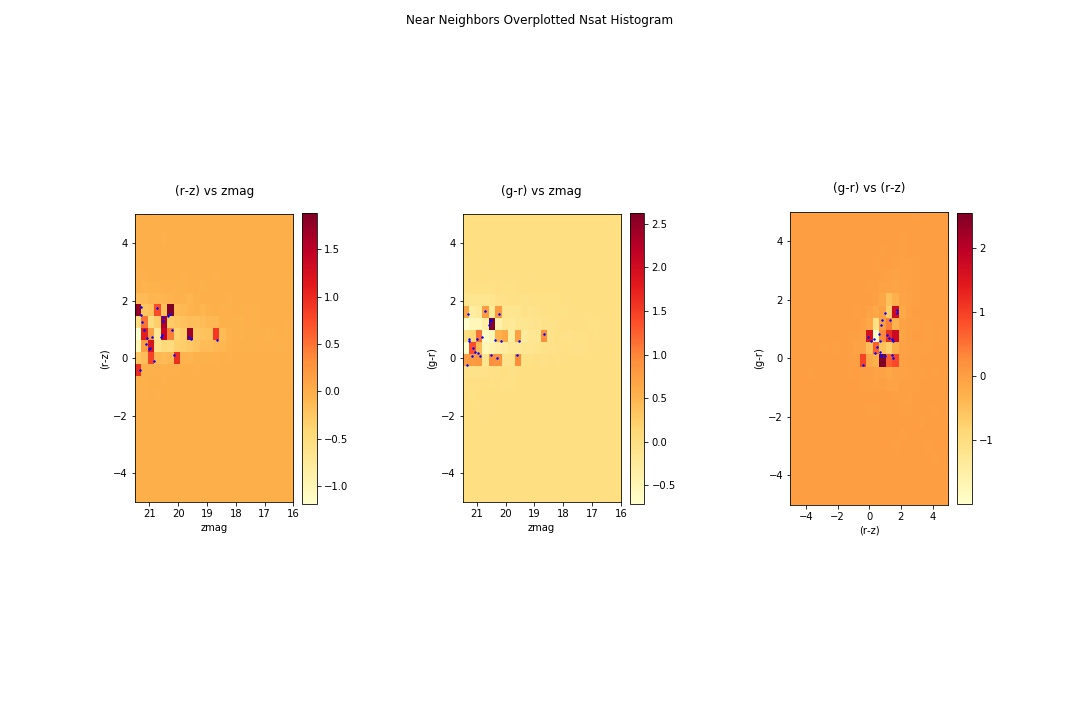 Near Neighbors Overplotted Nsat Histogram
(r-z) vs zmag
4
2
0
−2
−4
(r-z)
21 20 19 18 17 16
zmag
1.5
1.0
0.5
0.0
−0.5
−1.0
(g-r) vs zmag
4
2
0
−2
−4
(g-r)
21 20 19 18 17 16
zmag
2.5
2.0
1.5
1.0
0.5
0.0
−0.5
(g-r) vs (r-z)
4
2
0
−2
−4
(g-r)
−4 −2 0 2 4
(r-z)
2
1
0
−1